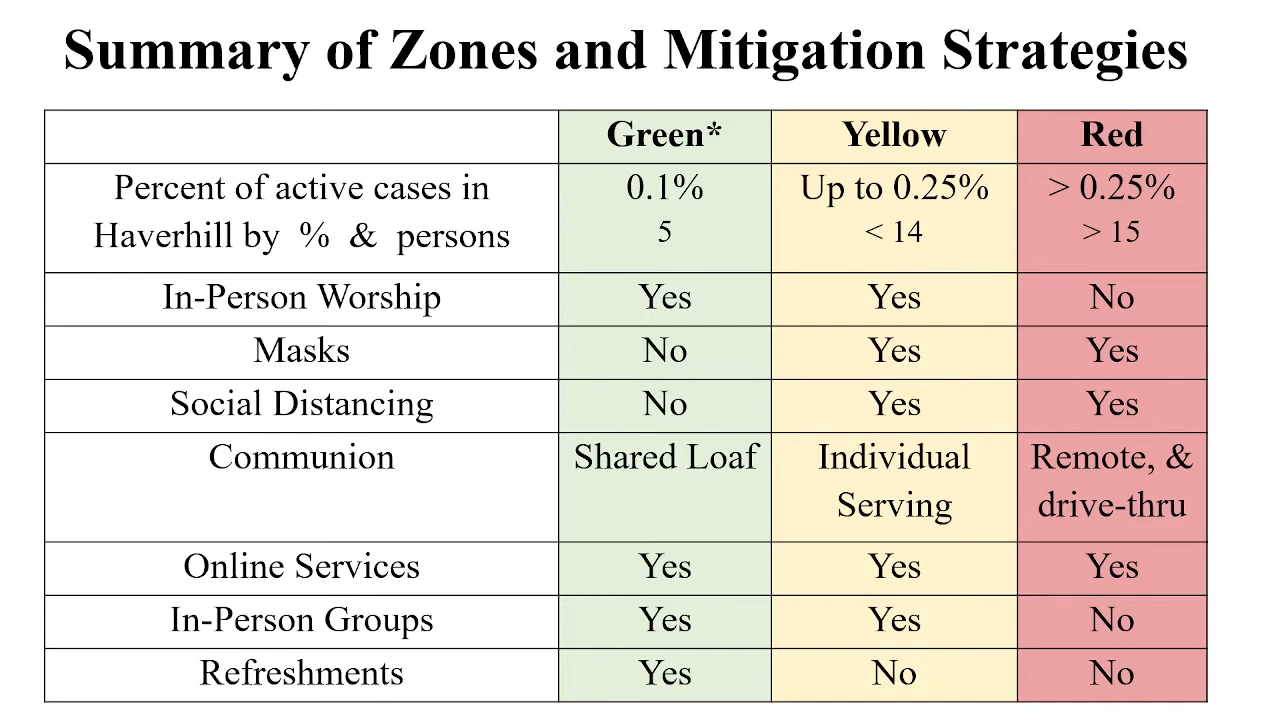 Summary of Zones and Mitigation Strategies
Green* Yellow Red
Percent of active cases in 0.1% Up to 0.25% > 0.25%
Haverhill by % & persons 5 < 14 > 15
In-Person Worship Yes Yes No
Masks No Yes Yes
Social Distancing No Yes Yes
Communion Shared Loaf Individual Remote, &
Serving drive-thru
Online Services Yes Yes Yes
In-Person Groups Yes Yes No
Refreshments Yes No No